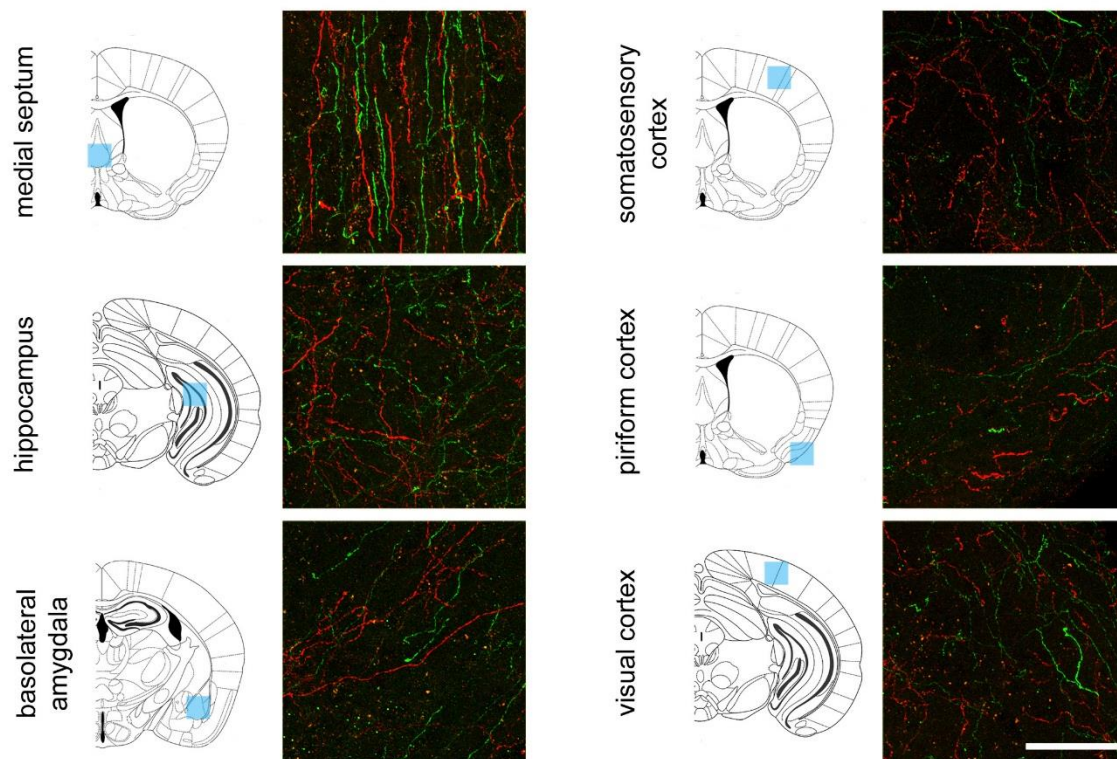 medial septum
hippocampus
basolateral
amygdala
somatosensory
cortex
piriform cortex
visual cortex